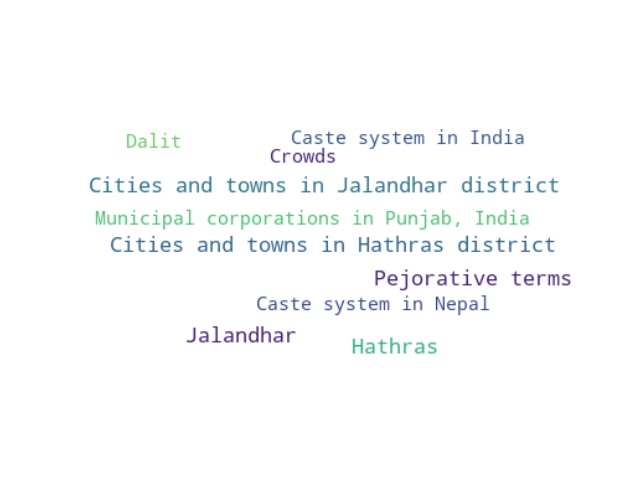 Dalit
Caste system in India
Crowds
Cities and towns in Jalandhar district
Municipal corporations in Punjab, India
Cities and towns in Hathras district
Pejorative terms
Caste system in Nepal
Jalandhar
Hathras